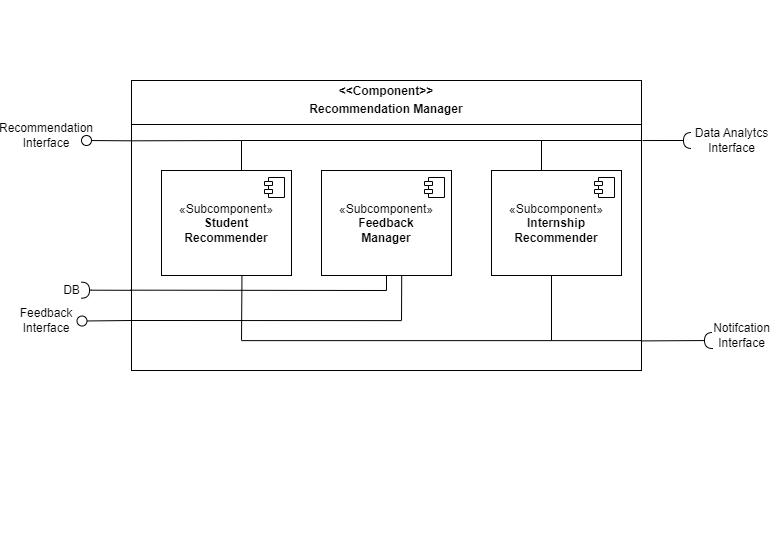 <<Component>>
Recommendation Manager
Recommendation
Interface
Data Analytcs
Interface
«Subcomponent»
Student
Recommender
«Subcomponent»
Feedback
Manager
«Subcomponent»
Internship
Recommender
DB
Feedback
Interface
Notifcation
Interface